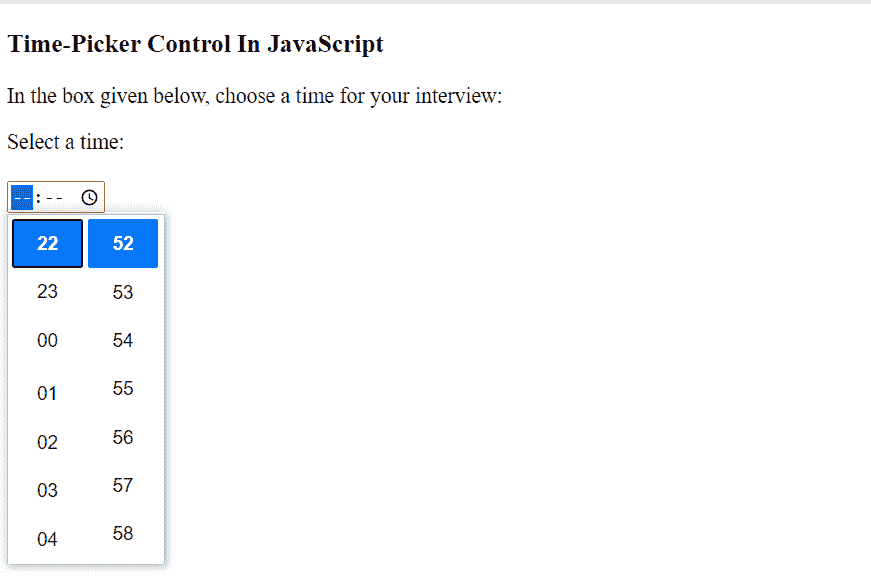 Time-Picker Control In JavaScript
In the box given below, choose a time for your interview:
Select a time:
--:--
22 52
23 53
00 54
01 55
02 56
03 57
04 58